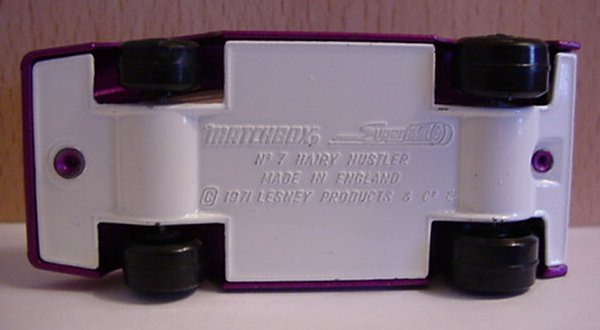 MATCHBOX Superfast
Nº 7 HAIRY HUSTLER
MADE IN ENGLAND
© 1971 LESNEY PRODUCTS & Cº